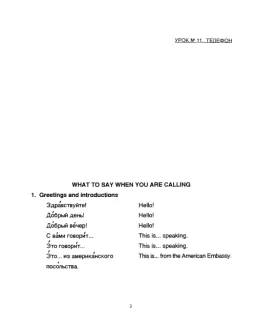 УРОК № 11. ТЕЛЕФОН
WHAT TO SAY WHEN YOU ARE CALLING
1. Greetings and introductions
Здра́вствуйте! Hello!
До́брый день! Hello!
До́брый ве́чер! Hello!
С ва́ми говори́т... This is... speaking.
Э́то говори́т... This is... speaking.
Э́то... из америка́нского This is... from the American Embassy.
посо́льства.
3